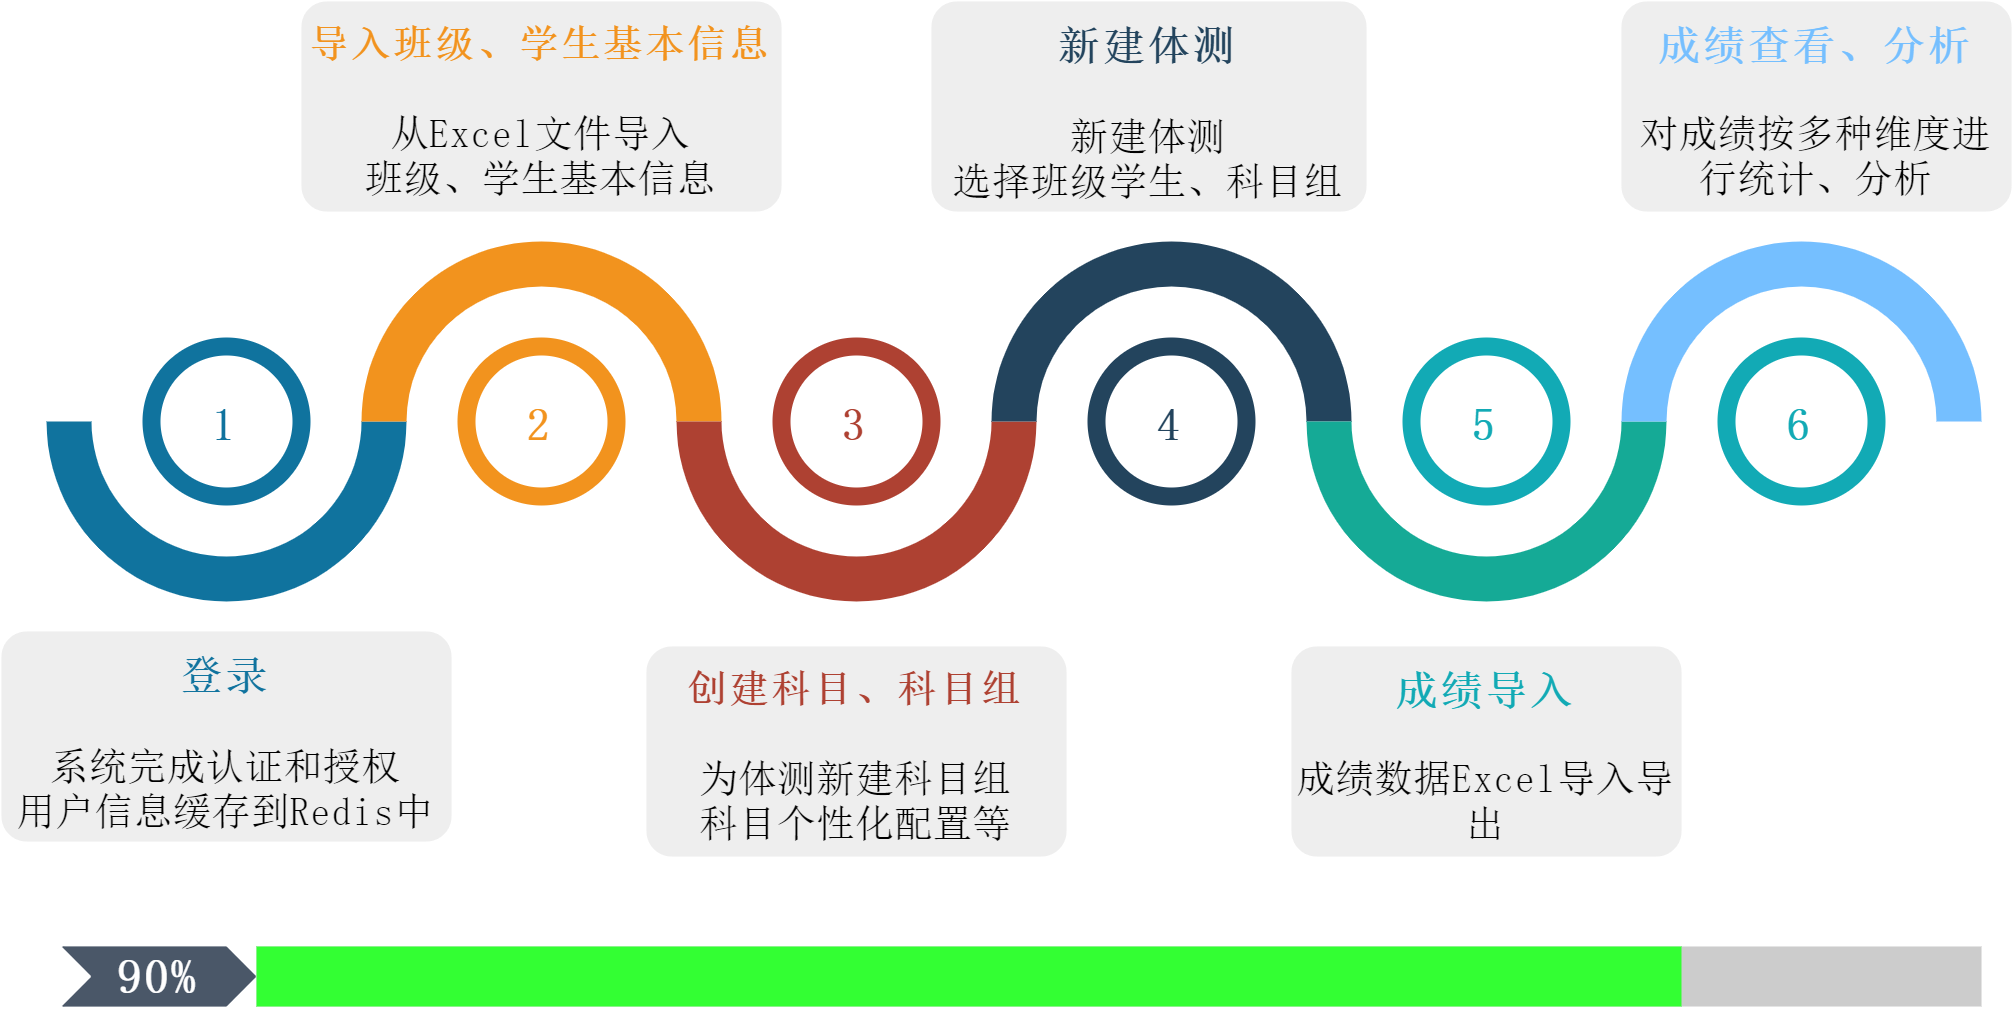 导入班级、学生基本信息
从Excel文件导入
班级、学生基本信息
新建体测
新建体测
选择班级学生、科目组
成绩查看、分析
对成绩按多种维度进
行统计、分析
1
2
3
4
5
6
登录
系统完成认证和授权
用户信息缓存到Redis中
创建科目、科目组
为体测新建科目组
科目个性化配置等
成绩导入
成绩数据Excel导入导
出
90%